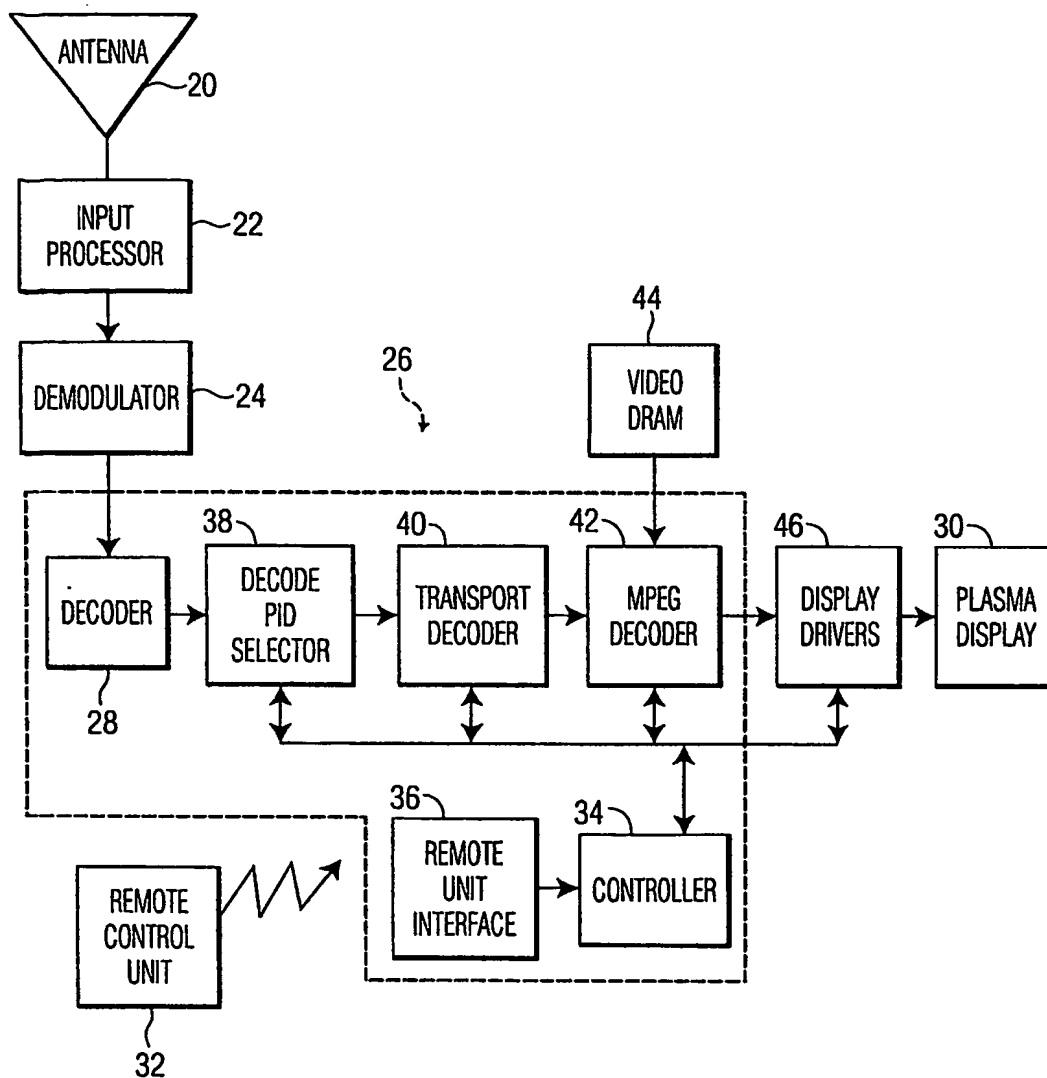 ANTENNA
20
INPUT
PROCESSOR
22
DEMODULATOR
24
26
44
VIDEO
DRAM
DECODER
28
38
DECODE
PID
SELECTOR
40
TRANSPORT
DECODER
42
MPEG
DECODER
46
DISPLAY
DRIVERS
30
PLASMA
DISPLAY
36
REMOTE
UNIT
INTERFACE
34
CONTROLLER
REMOTE
CONTROL
UNIT
32